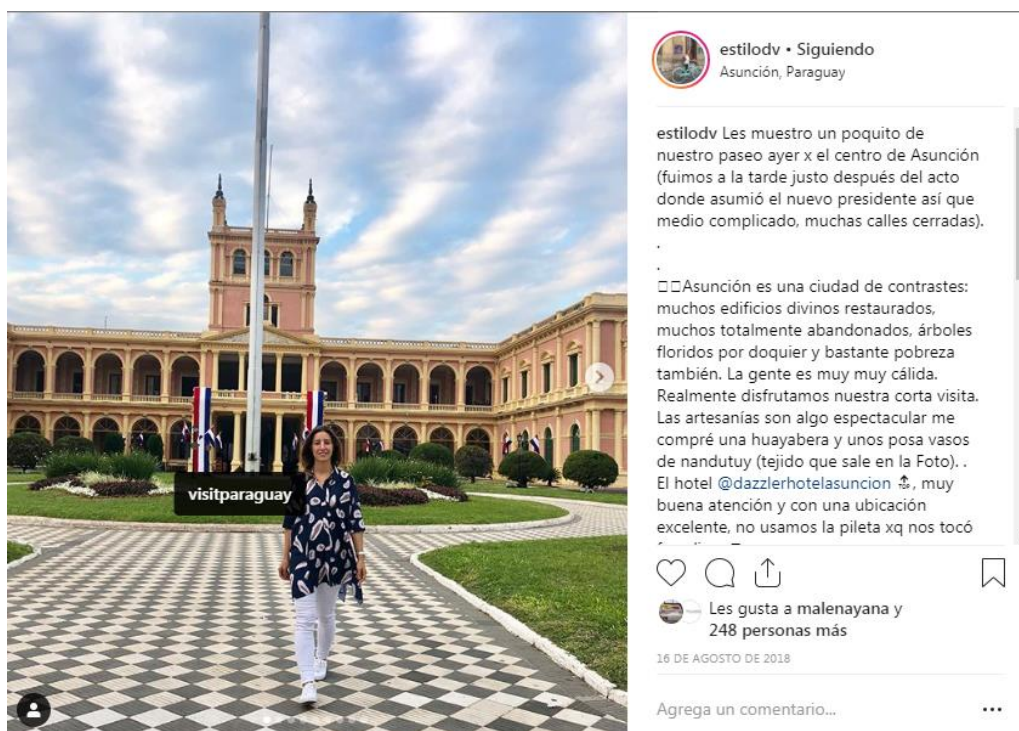 estilodv • Siguiendo
Asunción, Paraguay
estilodv Les muestro un poquito de
nuestro paseo ayer x el centro de Asunción
(fuimos a la tarde justo después del acto
donde asumió el nuevo presidente así que
medio complicado, muchas calles cerradas).
.
.
Asunción es una ciudad de contrastes:
muchos edificios divinos restaurados,
muchos totalmente abandonados, árboles
floridos por doquier y bastante pobreza
también. La gente es muy muy cálida.
Realmente disfrutamos nuestra corta visita.
Las artesanías son algo espectacular me
compré una huayabera y unos posa vasos
de nandutuy (tejido que sale en la Foto). .
El hotel @dazzlerhotelasuncion , muy
buena atención y con una ubicación
excelente, no usamos la pileta xq nos tocó
visitparaguay
Les gusta a malenayana y
248 personas más
16 DE AGOSTO DE 2018
Agrega un comentario...